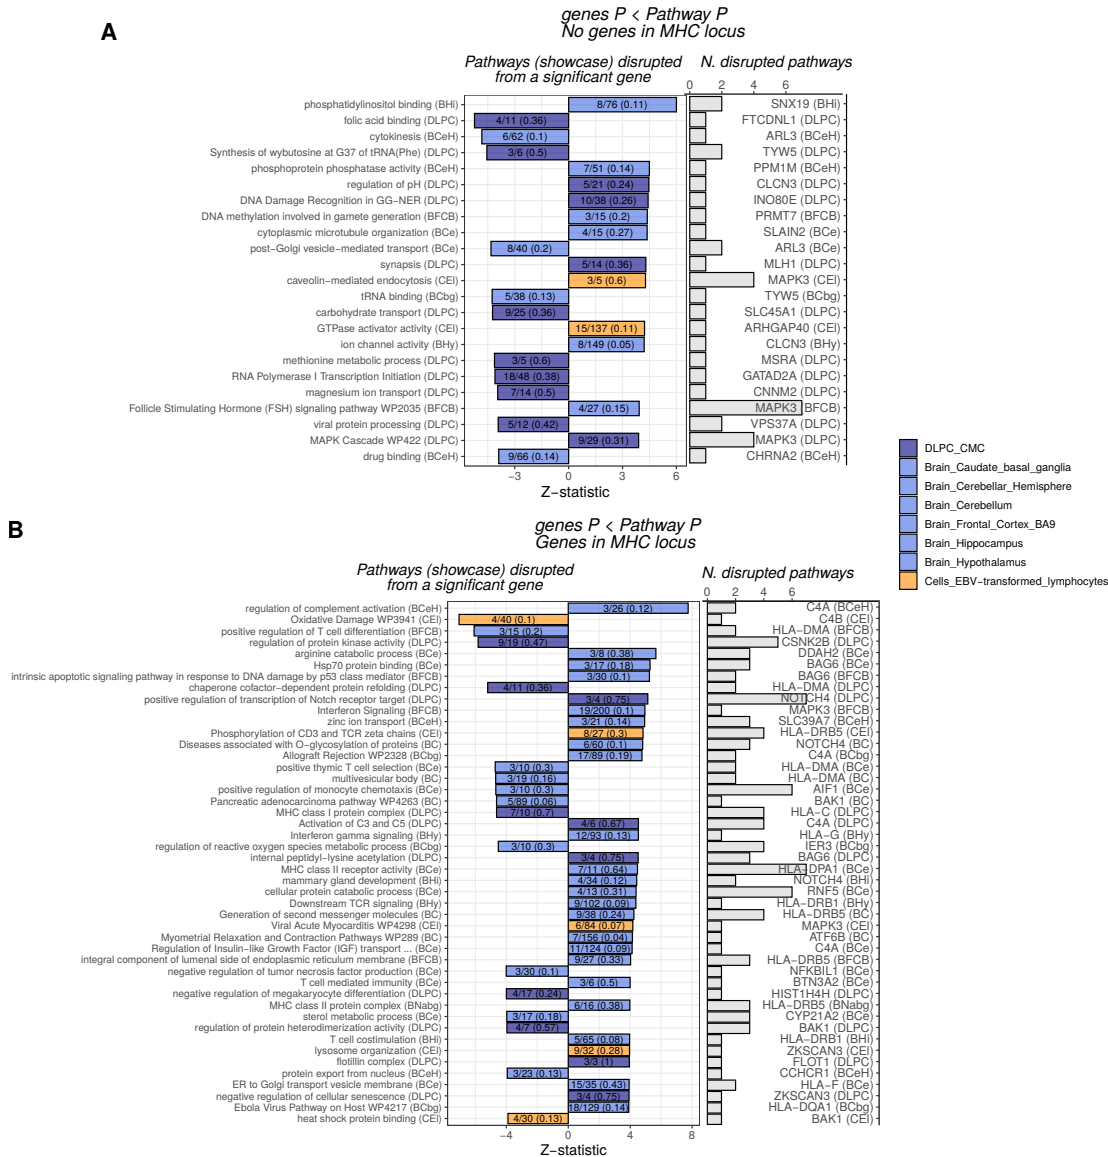 A
genes P < Pathway P
No genes in MHC locus
Pathways (showcase) disrupted
from a significant gene
N. disrupted pathways
0 2 4 6
phosphatidylinositol binding (BHi) 8/76 (0.11) SNX19 (BHi)
folic acid binding (DLPC) 4/11 (0.36) FTCDNL1 (DLPC)
cytokinesis (BCeH) 6/62 (0.1) ARL3 (BCeH)
Synthesis of wybutosine at G37 of tRNA(Phe) (DLPC) 3/6 (0.5) TYW5 (DLPC)
phosphoprotein phosphatase activity (BCeH) 7/51 (0.14) PPM1M (BCeH)
regulation of pH (DLPC) 5/21 (0.24) CLCN3 (DLPC)
DNA Damage Recognition in GG−NER (DLPC) 10/38 (0.26) INO80E (DLPC)
DNA methylation involved in gamete generation (BFCB) 3/15 (0.2) PRMT7 (BFCB)
cytoplasmic microtubule organization (BCe) 4/15 (0.27) SLAIN2 (BCe)
post−Golgi vesicle−mediated transport (BCe) 8/40 (0.2) ARL3 (BCe)
synapsis (DLPC) 5/14 (0.36) MLH1 (DLPC)
caveolin−mediated endocytosis (CEl) 3/5 (0.6) MAPK3 (CEl)
tRNA binding (BCbg) 5/38 (0.13) TYW5 (BCbg)
carbohydrate transport (DLPC) 9/25 (0.36) SLC45A1 (DLPC)
GTPase activator activity (CEl) 15/137 (0.11) ARHGAP40 (CEl)
ion channel activity (BHy) 8/149 (0.05) CLCN3 (BHy)
methionine metabolic process (DLPC) 3/5 (0.6) MSRA (DLPC)
RNA Polymerase I Transcription Initiation (DLPC) 18/48 (0.38) GATAD2A (DLPC)
magnesium ion transport (DLPC) 7/14 (0.5) CNNM2 (DLPC)
Follicle Stimulating Hormone (FSH) signaling pathway WP2035 (BFCB) 4/27 (0.15) MAPK3 (BFCB)
viral protein processing (DLPC) 5/12 (0.42) VPS37A (DLPC)
MAPK Cascade WP422 (DLPC) 9/29 (0.31) MAPK3 (DLPC)
drug binding (BCeH) 9/66 (0.14) CHRNA2 (BCeH)
−3 0 3 6
Z−statistic
DLPC_CMC
Brain_Caudate_basal_ganglia
Brain_Cerebellar_Hemisphere
Brain_Cerebellum
Brain_Frontal_Cortex_BA9
Brain_Hippocampus
Brain_Hypothalamus
Cells_EBV−transformed_lymphocytes
B
genes P < Pathway P
Genes in MHC locus
Pathways (showcase) disrupted
from a significant gene
N. disrupted pathways
0 2 4 6
regulation of complement activation (BCeH) 3/26 (0.12) C4A (BCeH)
Oxidative Damage WP3941 (CEl) 4/40 (0.1) C4B (CEl)
positive regulation of T cell differentiation (BFCB) 3/15 (0.2) HLA−DMA (BFCB)
regulation of protein kinase activity (DLPC) 9/19 (0.47) CSNK2B (DLPC)
arginine catabolic process (BCe) 3/8 (0.38) DDAH2 (BCe)
Hsp70 protein binding (BCe) 3/17 (0.18) BAG6 (BCe)
intrinsic apoptotic signaling pathway in response to DNA damage by p53 class mediator (BFCB) 3/30 (0.1) BAG6 (BFCB)
chaperone cofactor−dependent protein refolding (DLPC) 4/11 (0.36) HLA−DMA (DLPC)
positive regulation of transcription of Notch receptor target (DLPC) 3/4 (0.75) NOTCH4 (DLPC)
Interferon Signaling (BFCB) 19/200 (0.1) MAPK3 (BFCB)
zinc ion transport (BCeH) 3/21 (0.14) SLC39A7 (BCeH)
Phosphorylation of CD3 and TCR zeta chains (CEl) 8/27 (0.3) HLA−DRB5 (CEl)
Diseases associated with O−glycosylation of proteins (BC) 6/60 (0.1) NOTCH4 (BC)
Allograft Rejection WP2328 (BCbg) 17/89 (0.19) C4A (BCbg)
positive thymic T cell selection (BCe) 3/10 (0.3) HLA−DMA (BCe)
multivesicular body (BC) 3/19 (0.16) HLA−DMA (BC)
positive regulation of monocyte chemotaxis (BCe) 3/10 (0.3) AIF1 (BCe)
Pancreatic adenocarcinoma pathway WP4263 (BC) 5/89 (0.06) BAK1 (BC)
MHC class I protein complex (DLPC) 7/10 (0.7) HLA−C (DLPC)
Activation of C3 and C5 (DLPC) 4/6 (0.67) C4A (DLPC)
Interferon gamma signaling (BHy) 12/93 (0.13) HLA−G (BHy)
regulation of reactive oxygen species metabolic process (BCbg) 3/10 (0.3) IER3 (BCbg)
internal peptidyl−lysine acetylation (DLPC) 3/4 (0.75) BAG6 (DLPC)
MHC class II receptor activity (BCe) 7/11 (0.64) HLA−DPA1 (BCe)
mammary gland development (BHi) 4/34 (0.12) NOTCH4 (BHi)
cellular protein catabolic process (BCe) 4/13 (0.31) RNF5 (BCe)
Downstream TCR signaling (BHy) 9/102 (0.09) HLA−DRB1 (BHy)
Generation of second messenger molecules (BC) 9/38 (0.24) HLA−DRB5 (BC)
Viral Acute Myocarditis WP4298 (CEl) 6/84 (0.07) MAPK3 (CEl)
Myometrial Relaxation and Contraction Pathways WP289 (BC) 7/156 (0.04) ATF6B (BC)
Regulation of Insulin−like Growth Factor (IGF) transport ... (BCe) 11/124 (0.09) C4A (BCe)
integral component of lumenal side of endoplasmic reticulum membrane (BFCB) 9/27 (0.33) HLA−DRB5 (BFCB)
negative regulation of tumor necrosis factor production (BCe) 3/30 (0.1) NFKBIL1 (BCe)
T cell mediated immunity (BCe) 3/6 (0.5) BTN3A2 (BCe)
negative regulation of megakaryocyte differentiation (DLPC) 4/17 (0.24) HIST1H4H (DLPC)
MHC class II protein complex (BNabg) 6/16 (0.38) HLA−DRB5 (BNabg)
sterol metabolic process (BCe) 3/17 (0.18) CYP21A2 (BCe)
regulation of protein heterodimerization activity (DLPC) 4/7 (0.57) BAK1 (DLPC)
T cell costimulation (BHi) 5/65 (0.08) HLA−DRB1 (BHi)
lysosome organization (CEl) 9/32 (0.28) ZKSCAN3 (CEl)
flotillin complex (DLPC) 3/3 (1) FLOT1 (DLPC)
protein export from nucleus (BCeH) 3/23 (0.13) CCHCR1 (BCeH)
ER to Golgi transport vesicle membrane (BCe) 15/35 (0.43) HLA−F (BCe)
negative regulation of cellular senescence (DLPC) 3/4 (0.75) ZKSCAN3 (DLPC)
Ebola Virus Pathway on Host WP4217 (BCbg) 18/129 (0.14) HLA−DQA1 (BCbg)
heat shock protein binding (CEl) 4/30 (0.13) BAK1 (CEl)
−4 0 4 8
Z−statistic